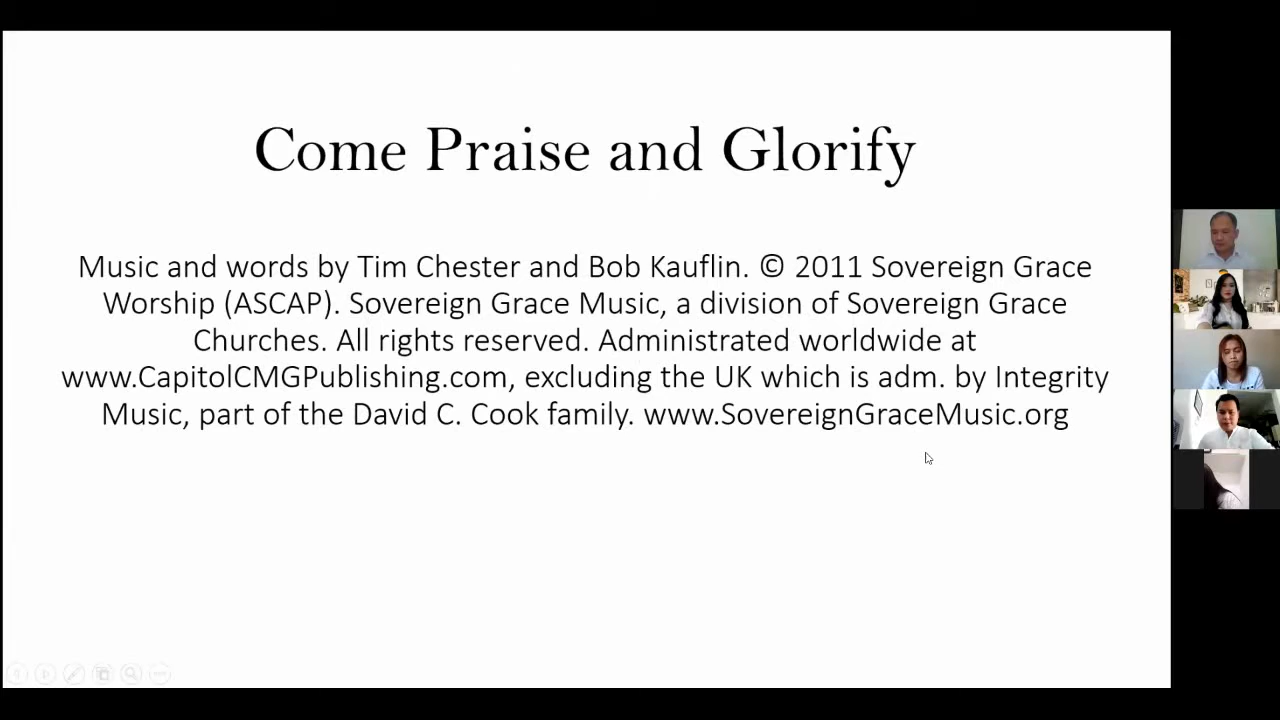 Come Praise and Glorify
Music and words by Tim Chester and Bob Kauflin. © 2011 Sovereign Grace
Worship (ASCAP). Sovereign Grace Music, a division of Sovereign Grace
Churches. All rights reserved. Administrated worldwide at
www.CapitolCMGPublishing.com, excluding the UK which is adm. by Integrity
Music, part of the David C. Cook family. www.SovereignGraceMusic.org